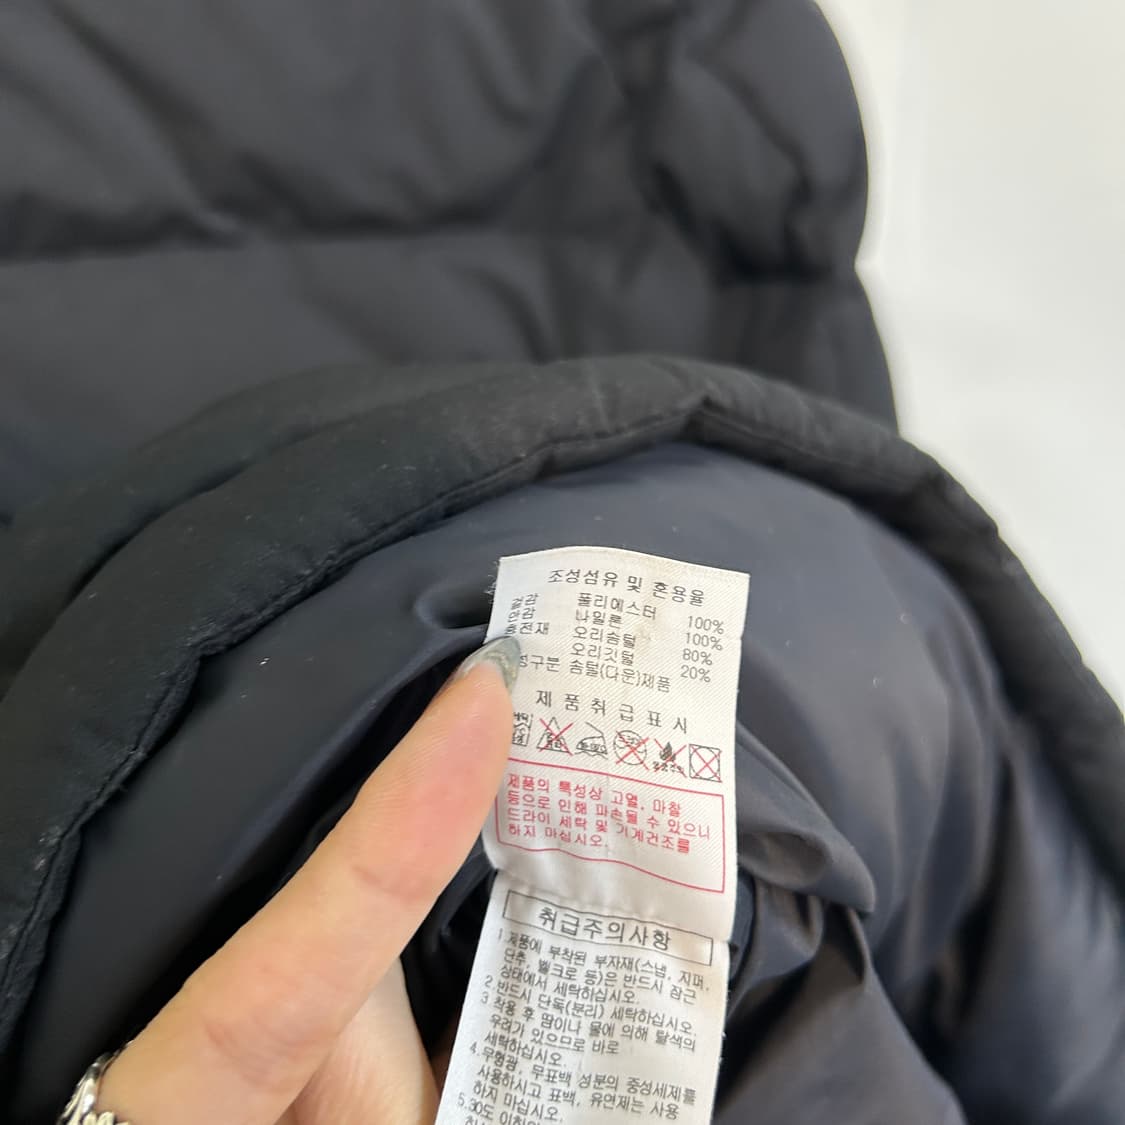 조성섬유 및 혼용율
겉감 폴리에스터 100%
안감 나일론 100%
충전재 오리솜털 80%
오리깃털 20%
성구분 솜털(다운)제품
제 품 취 급 표 시
제품의 특성상 고열, 마찰
등으로 인해 파손될 수 있으니
드라이 세탁 및 기계건조를
하지 마십시오.
취급주의사항
1.제품에 부착된 부자재(스냅, 지퍼,
단추, 벨크로 등)은 반드시 잠근
상태에서 세탁하십시오.
2.반드시 단독(분리) 세탁하십시오.
3.착용 후 땀이나 물에 의해 탈색의
우려가 있으므로 바로
세탁하십시오.
4.무형광, 무표백 성분의 중성세제를
사용하시고 표백, 유연제는 사용
하지 마십시오.
5.30도